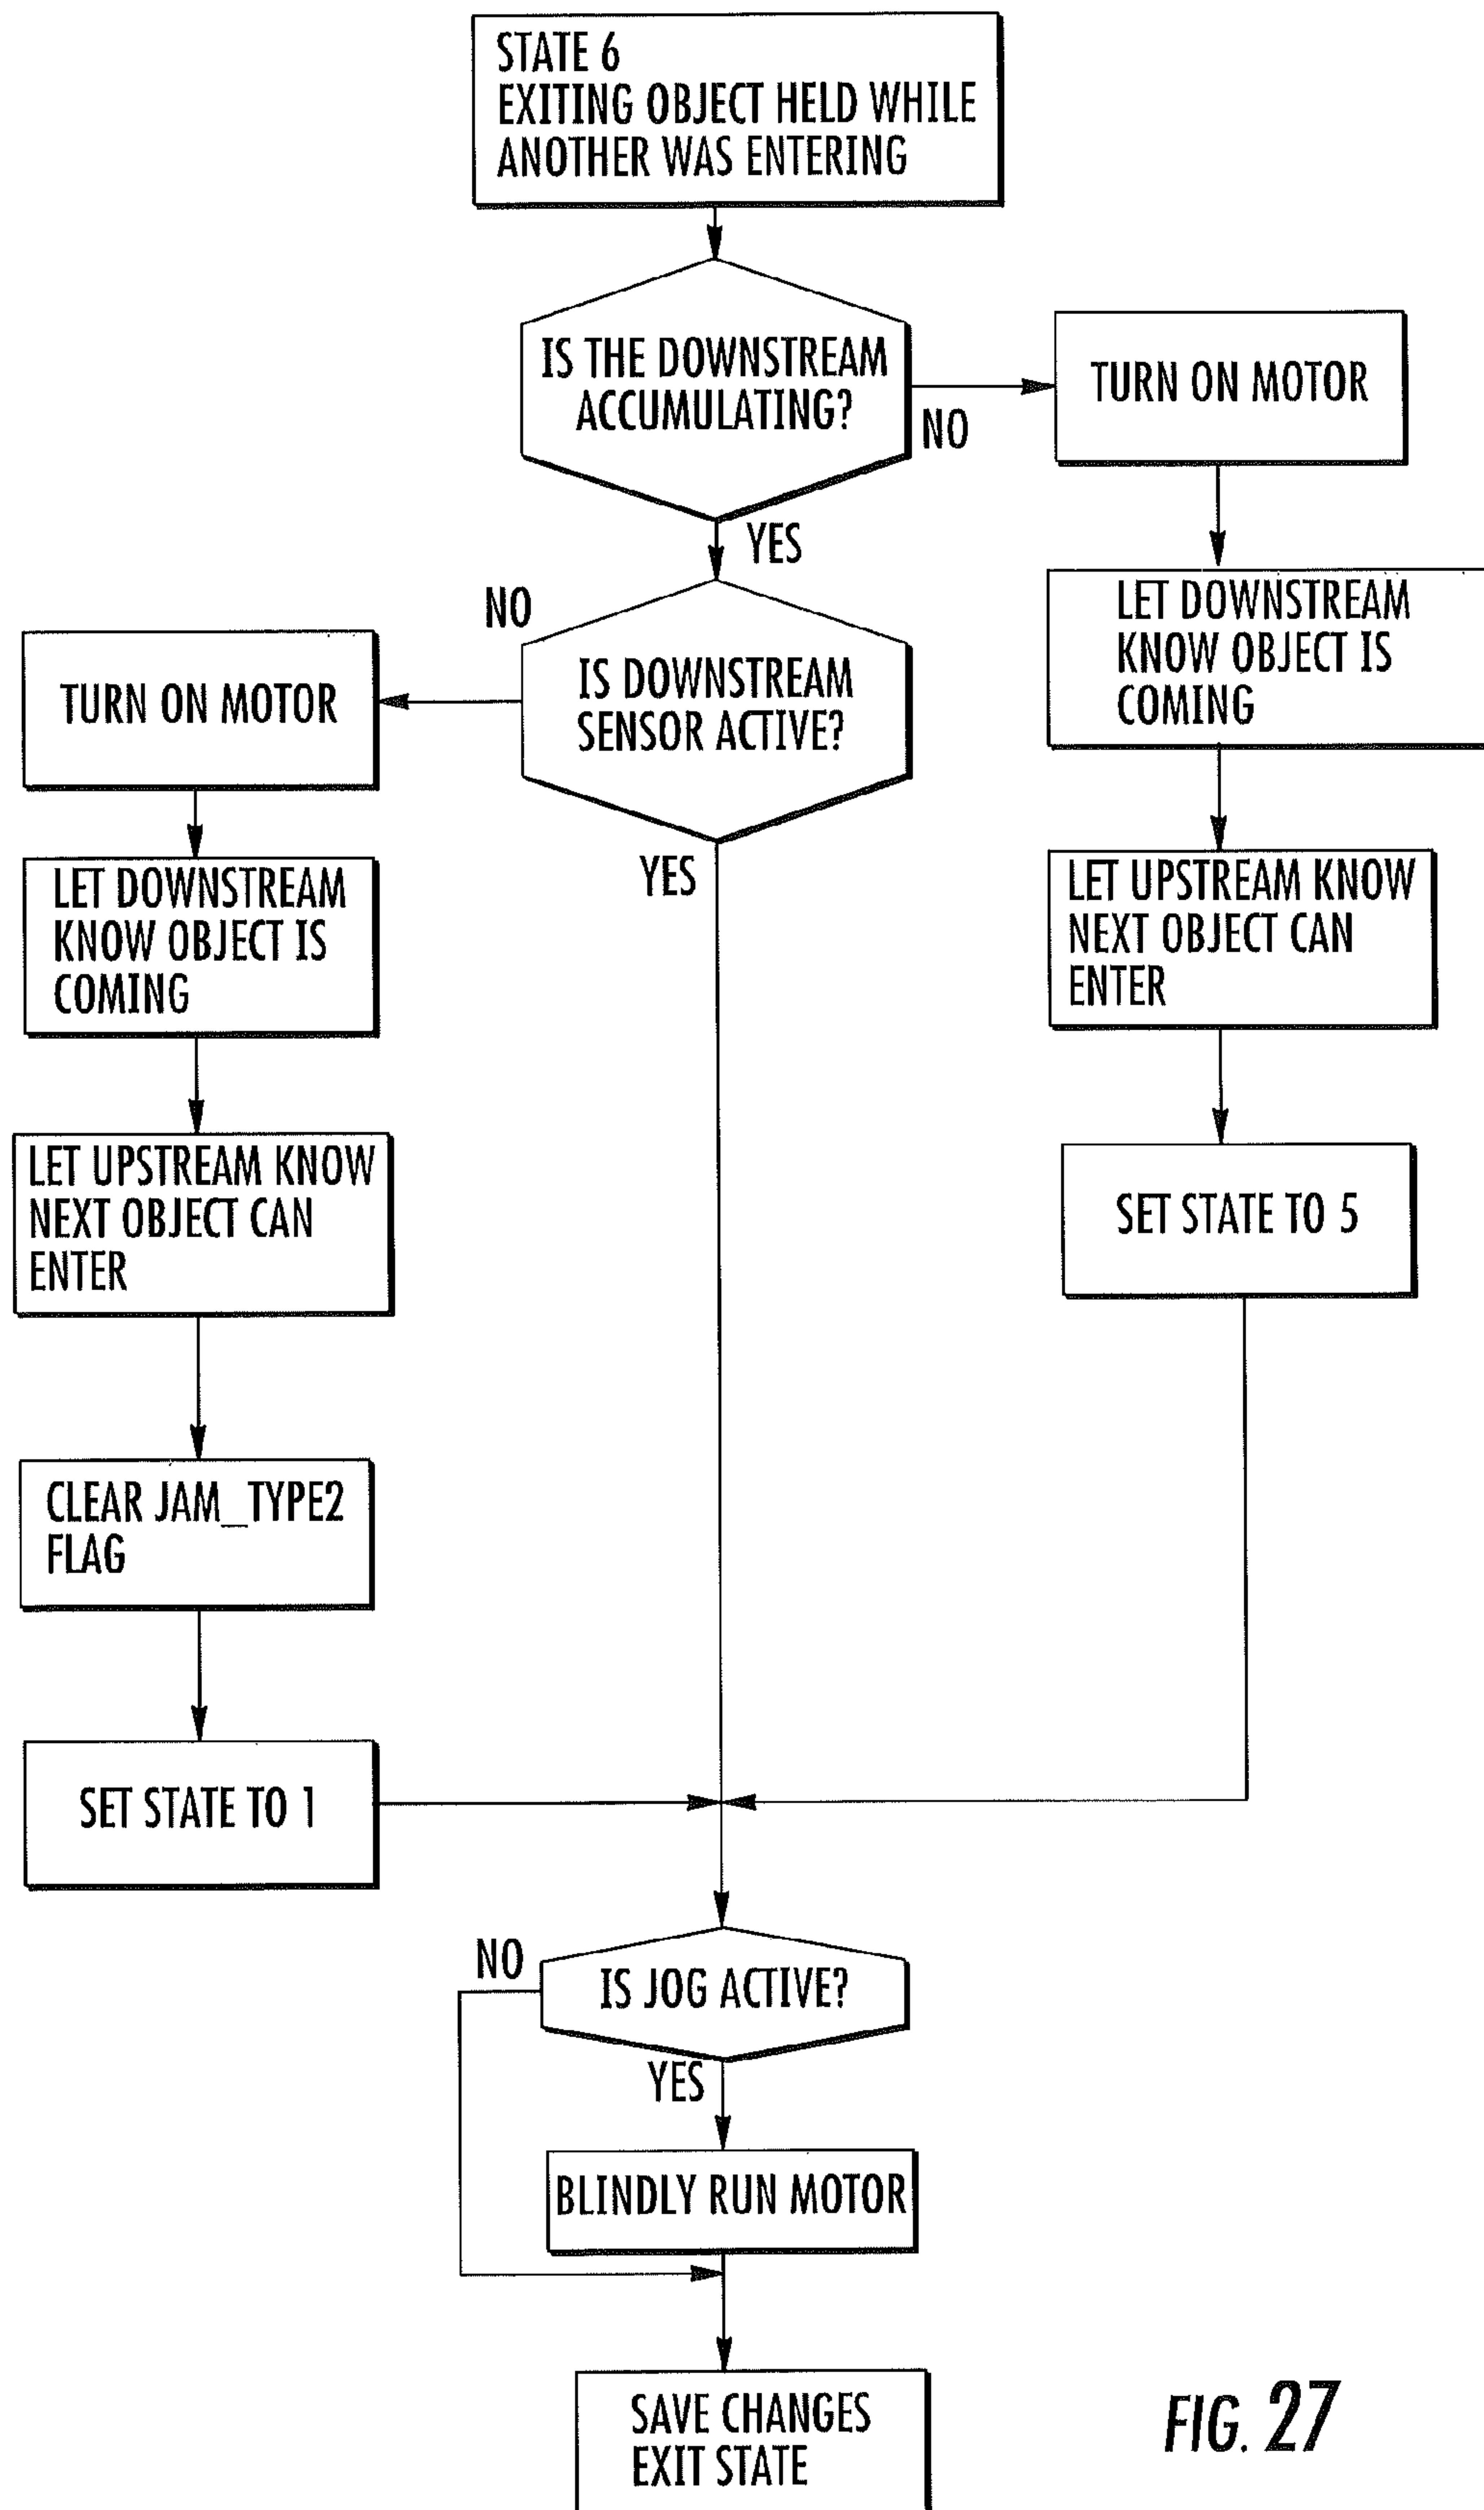 STATE 6
EXITING OBJECT HELD WHILE
ANOTHER WAS ENTERING
IS THE DOWNSTREAM
ACCUMULATING?
NO
TURN ON MOTOR
YES
LET DOWNSTREAM
KNOW OBJECT IS
COMING
NO
IS DOWNSTREAM
SENSOR ACTIVE?
TURN ON MOTOR
YES
LET DOWNSTREAM
KNOW OBJECT IS
COMING
LET UPSTREAM KNOW
NEXT OBJECT CAN
ENTER
LET UPSTREAM KNOW
NEXT OBJECT CAN
ENTER
SET STATE TO 5
CLEAR JAM_TYPE2
FLAG
SET STATE TO 1
NO
IS JOG ACTIVE?
YES
BLINDLY RUN MOTOR
SAVE CHANGES
EXIT STATE
FIG. 27